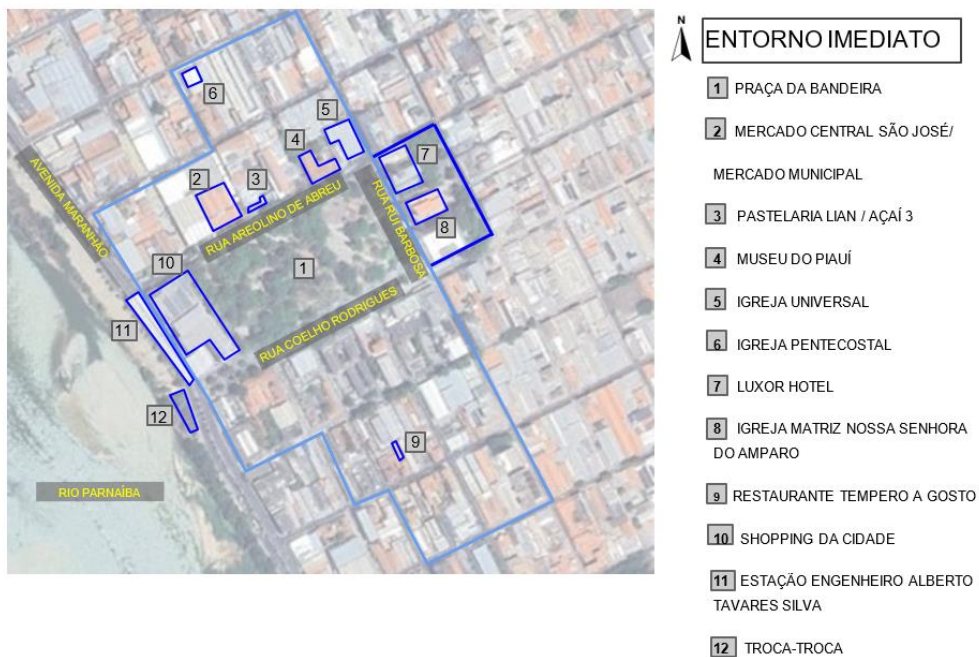 6
5
4
7
2
3
8
10
1
11
12
9
AVENIDA MARANHÃO
RUA AREOLINO DE ABREU
RUA RUI BARBOSA
RUA COELHO RODRIGUES
RIO PARNAÍBA
N
ENTORNO IMEDIATO
1 PRAÇA DA BANDEIRA
2 MERCADO CENTRAL SÃO JOSÉ/
MERCADO MUNICIPAL
3 PASTELARIA LIAN / AÇAÍ 3
4 MUSEU DO PIAUÍ
5 IGREJA UNIVERSAL
6 IGREJA PENTECOSTAL
7 LUXOR HOTEL
8 IGREJA MATRIZ NOSSA SENHORA
DO AMPARO
9 RESTAURANTE TEMPERO A GOSTO
10 SHOPPING DA CIDADE
11 ESTAÇÃO ENGENHEIRO ALBERTO
TAVARES SILVA
12 TROCA-TROCA